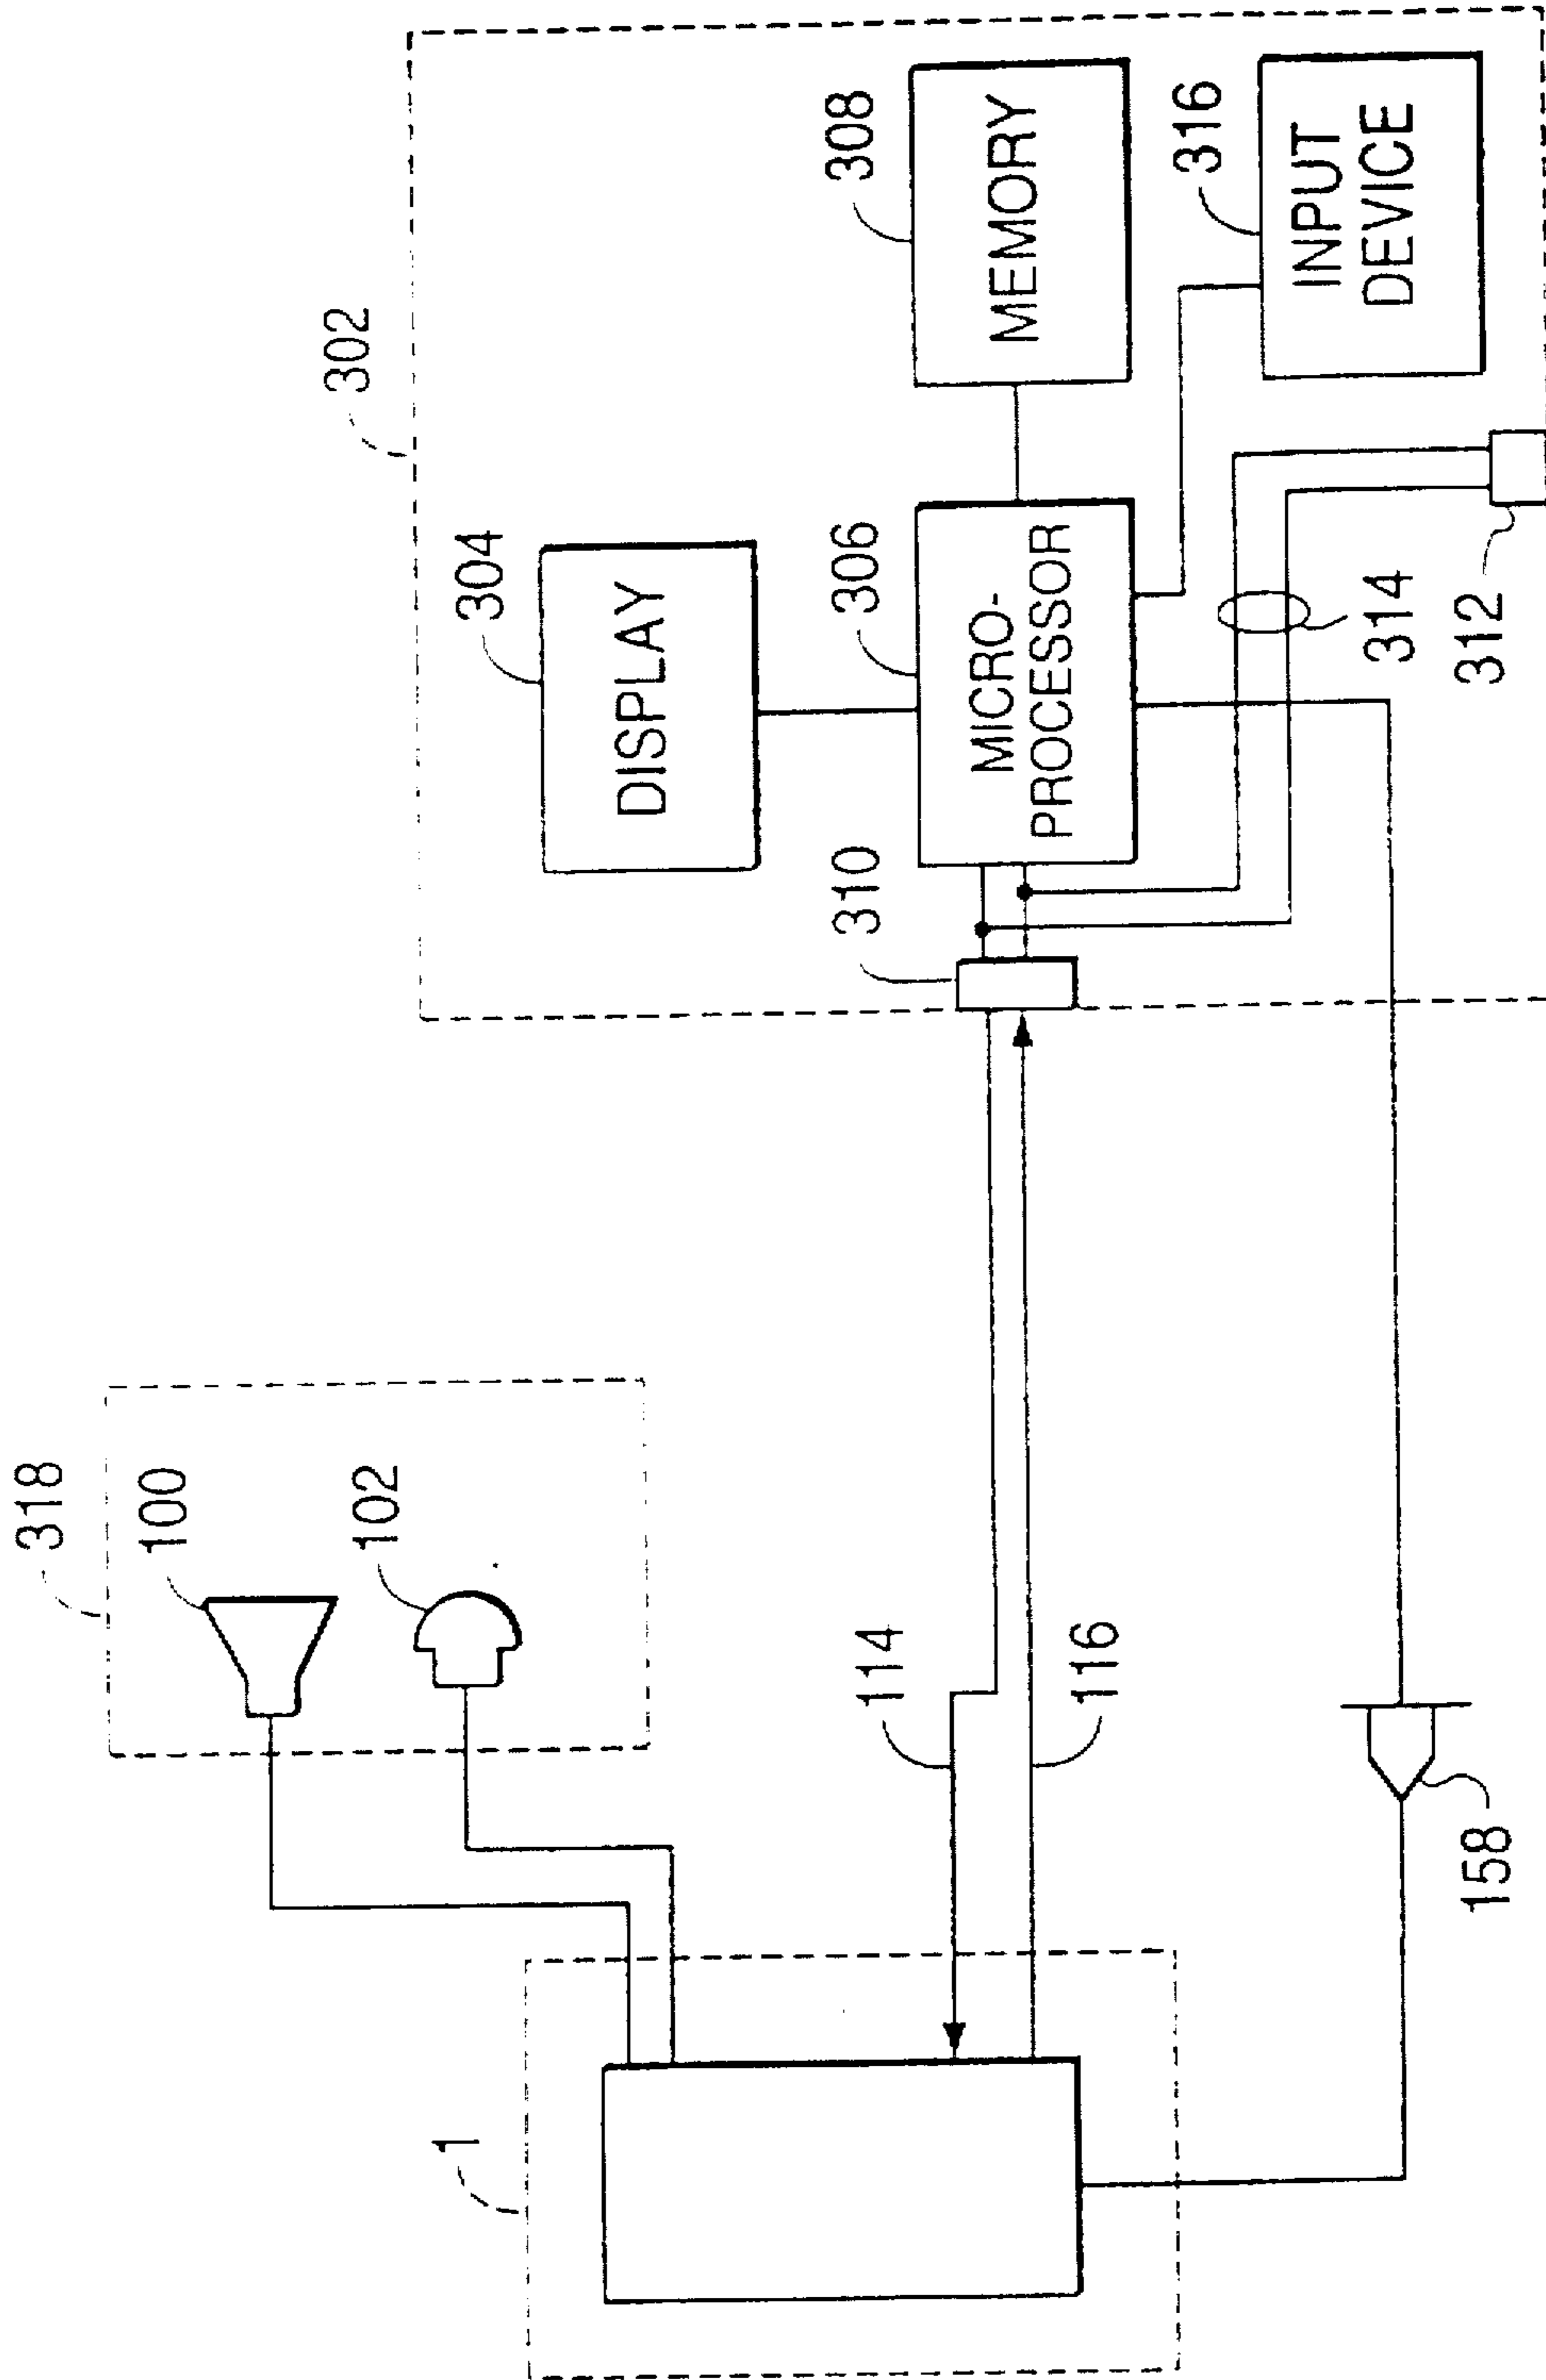 318
100
102
1
114
116
158
302
304
DISPLAY
306
MICRO-
PROCESSOR
308
MEMORY
310
316
INPUT
DEVICE
314
312